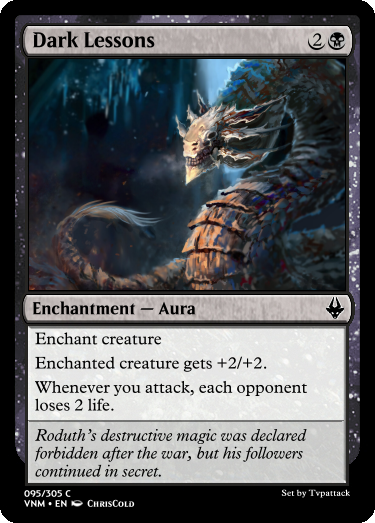 Dark Lessons 2
Enchantment — Aura
Enchant creature
Enchanted creature gets +2/+2.
Whenever you attack, each opponent
loses 2 life.
Roduth's destructive magic was declared
forbidden after the war, but his followers
continued in secret.
095/305 C
VNM • EN ChrisCold
Set by Tvpattack